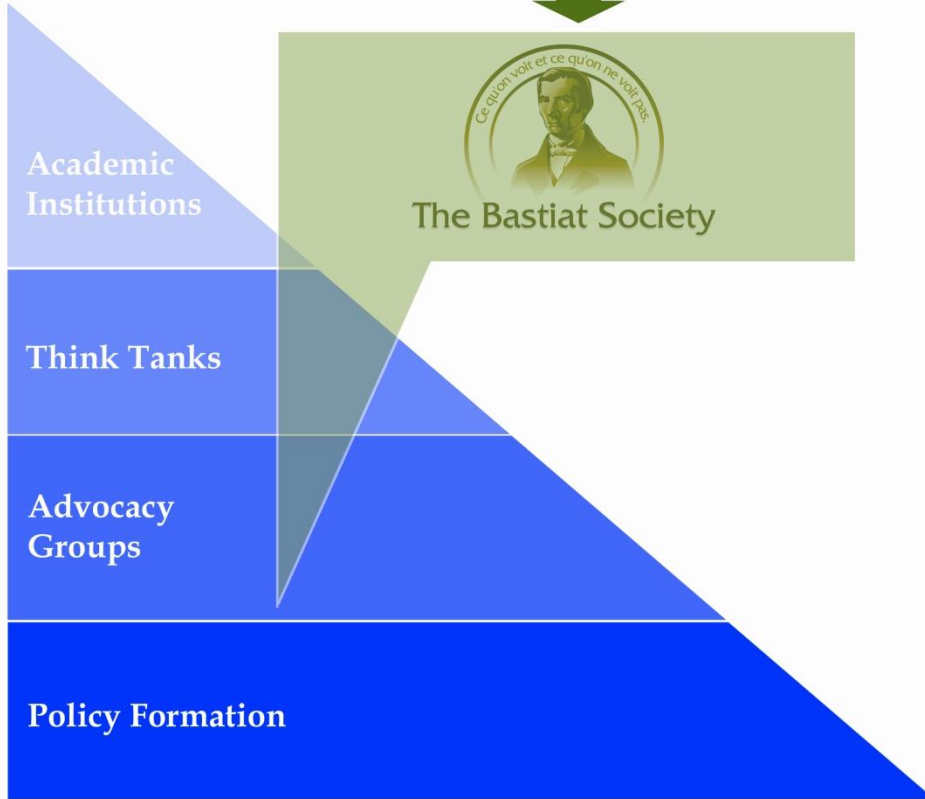 Ce qu'on voit et ce qu'on ne voit pas.
The Bastiat Society
Academic
Institutions
Think Tanks
Advocacy
Groups
Policy Formation